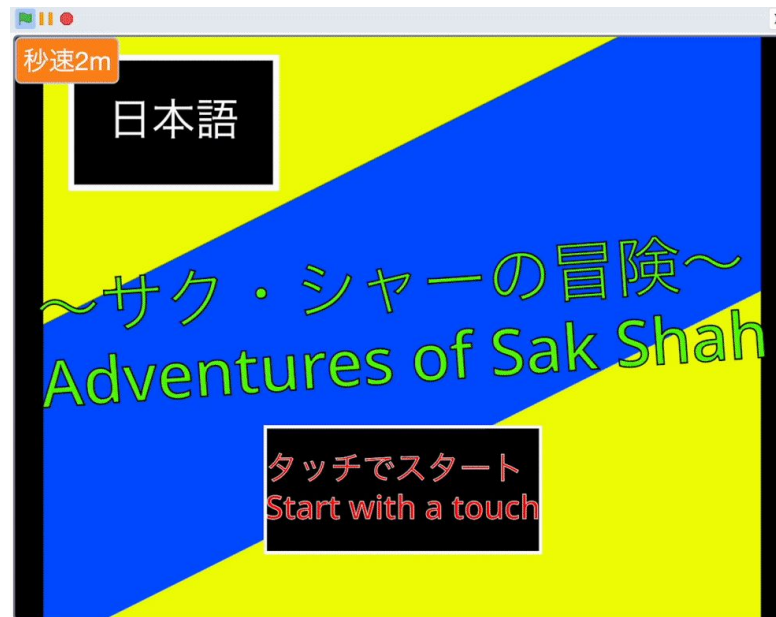 秒速2m
日本語
～サク・シャーの冒険～
Adventures of Sak Shah
タッチでスタート
Start with a touch